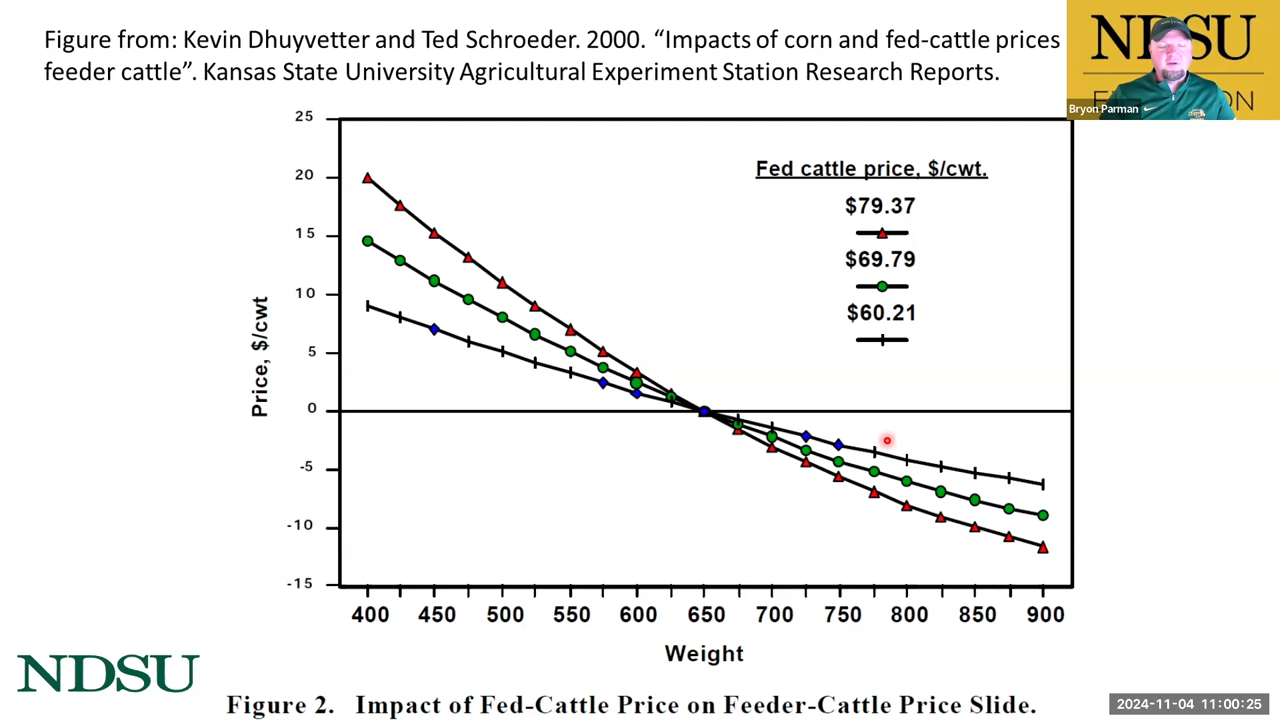 Figure from: Kevin Dhuyvetter and Ted Schroeder. 2000. “Impacts of corn and fed-cattle prices
feeder cattle”. Kansas State University Agricultural Experiment Station Research Reports.
NDSU
Bryon Parman
25
20
15
10
5
0
-5
-10
-15
Price, $/cwt
Fed cattle price, $/cwt.
$79.37
$69.79
$60.21
400 450 500 550 600 650 700 750 800 850 900
Weight
NDSU
Figure 2. Impact of Fed-Cattle Price on Feeder-Cattle Price Slide.
2024-11-04 11:00:25